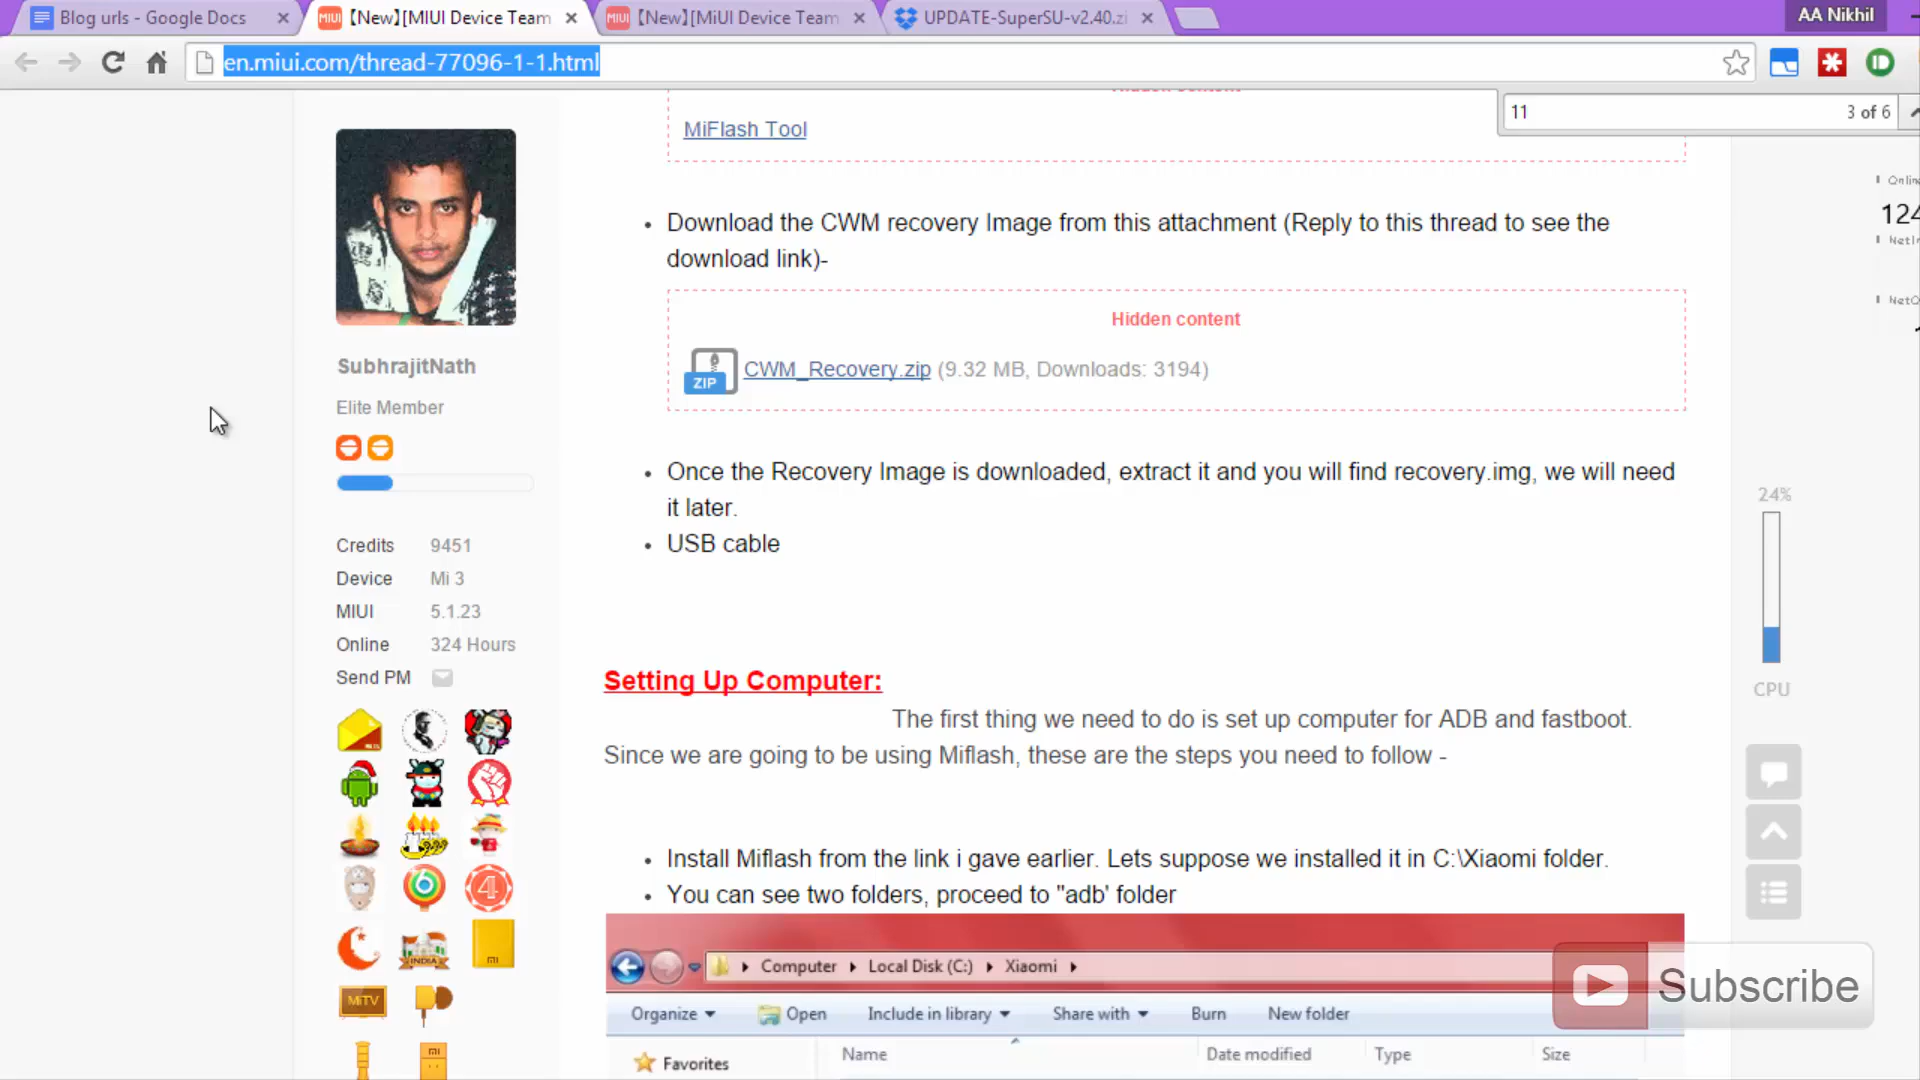 Blog urls - Google Docs
【New】[MIUI Device Team
【New】[MiUI Device Team
UPDATE-SuperSU-v2.40.zi
AA Nikhil
en.miui.com/thread-77096-1-1.html
11
3 of 6
Hidden content
MiFlash Tool
Download the CWM recovery Image from this attachment (Reply to this thread to see the
download link)-
Hidden content
ZIP
CWM_Recovery.zip (9.32 MB, Downloads: 3194)
SubhrajitNath
Elite Member
Once the Recovery Image is downloaded, extract it and you will find recovery.img, we will need
it later.
USB cable
Credits 9451
Device Mi 3
MIUI 5.1.23
Online 324 Hours
Send PM
24%
CPU
Setting Up Computer:
The first thing we need to do is set up computer for ADB and fastboot.
Since we are going to be using Miflash, these are the steps you need to follow -
Install Miflash from the link i gave earlier. Lets suppose we installed it in C:\Xiaomi folder.
You can see two folders, proceed to "adb' folder
INDIA
MiTV
Computer Local Disk (C:) Xiaomi
Organize Open Include in library Share with Burn New folder
Favorites
Name Date modified Type Size
Subscribe